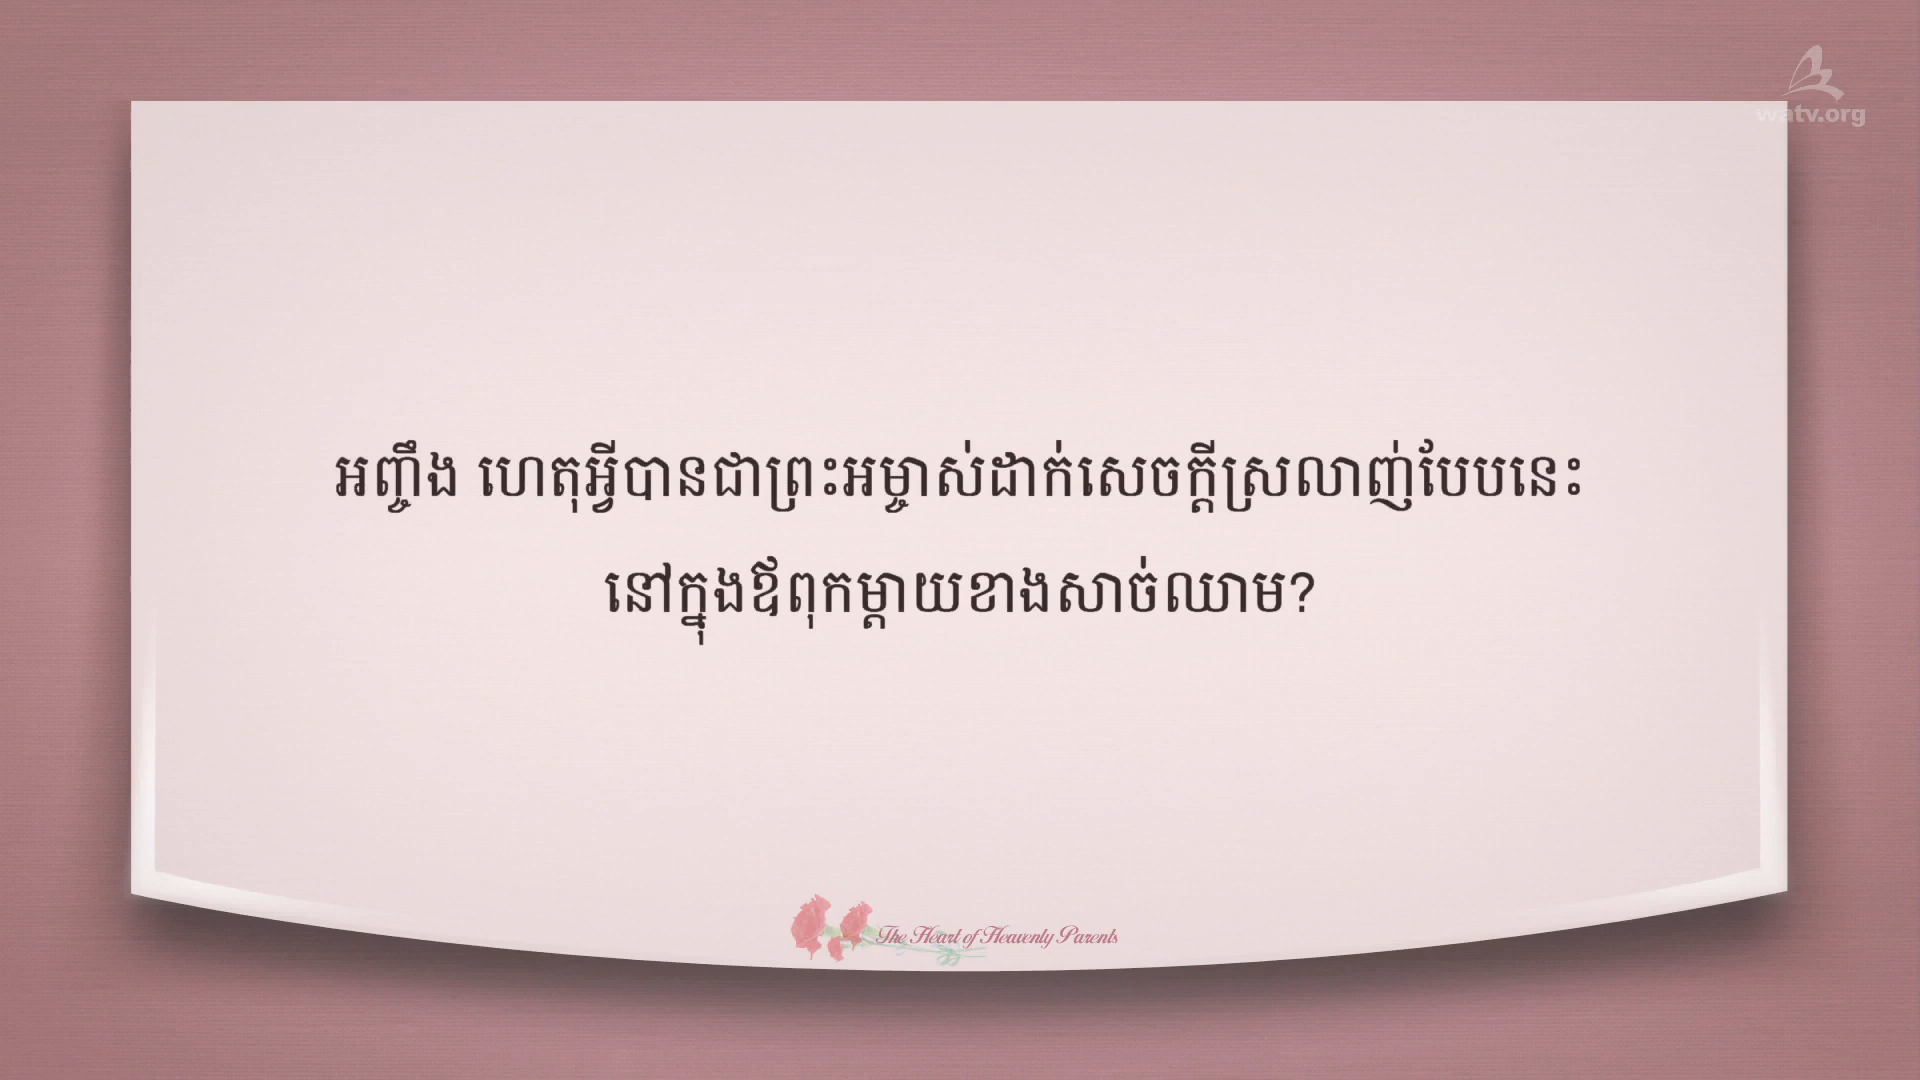 watv.org
អញ្ចឹង ហេតុអ្វីបានជាព្រះអម្ចាស់ដាក់សេចក្ដីស្រលាញ់បែបនេះ
នៅក្នុងឪពុកម្ដាយខាងសាច់ឈាម?
The Heart of Heavenly Parents